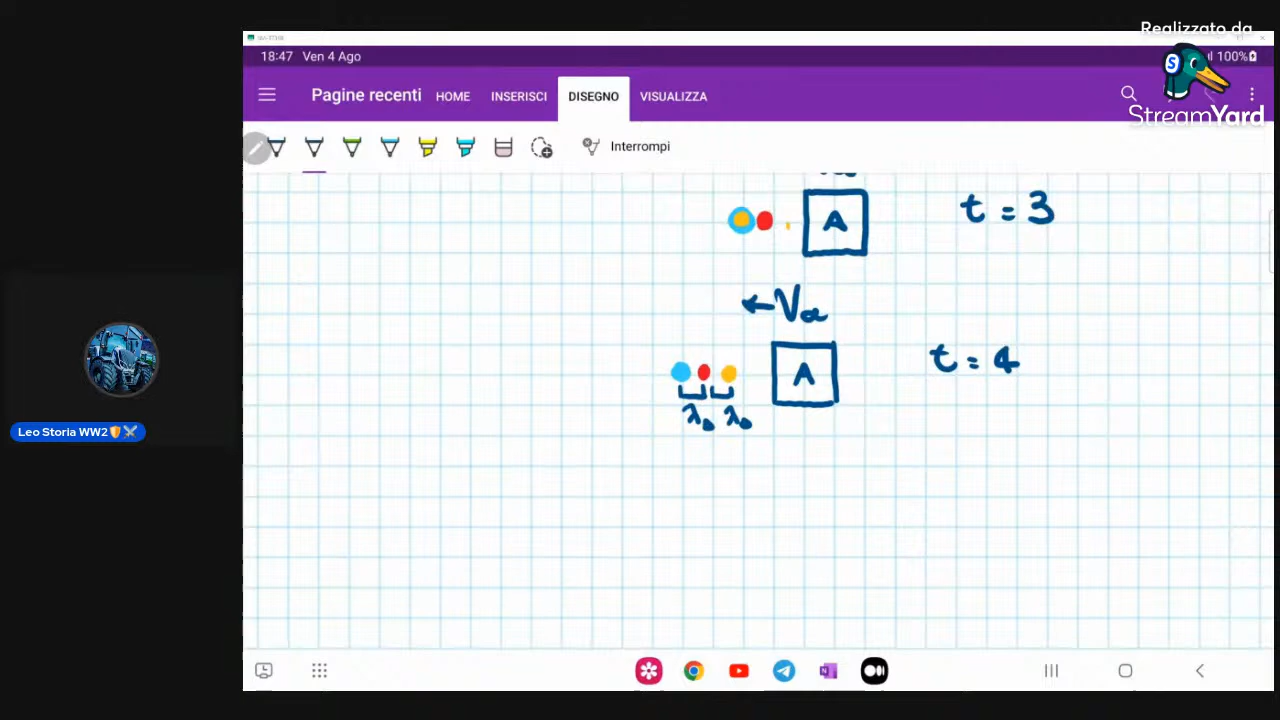 Realizzato da
StreamYard
18:47 Ven 4 Ago
100%
Pagine recenti HOME INSERISCI DISEGNO VISUALIZZA
Interrompi
A
t = 3
←Vα
A
t = 4
λ₀ λ₀
Leo Storia WW2🛡️⚔️